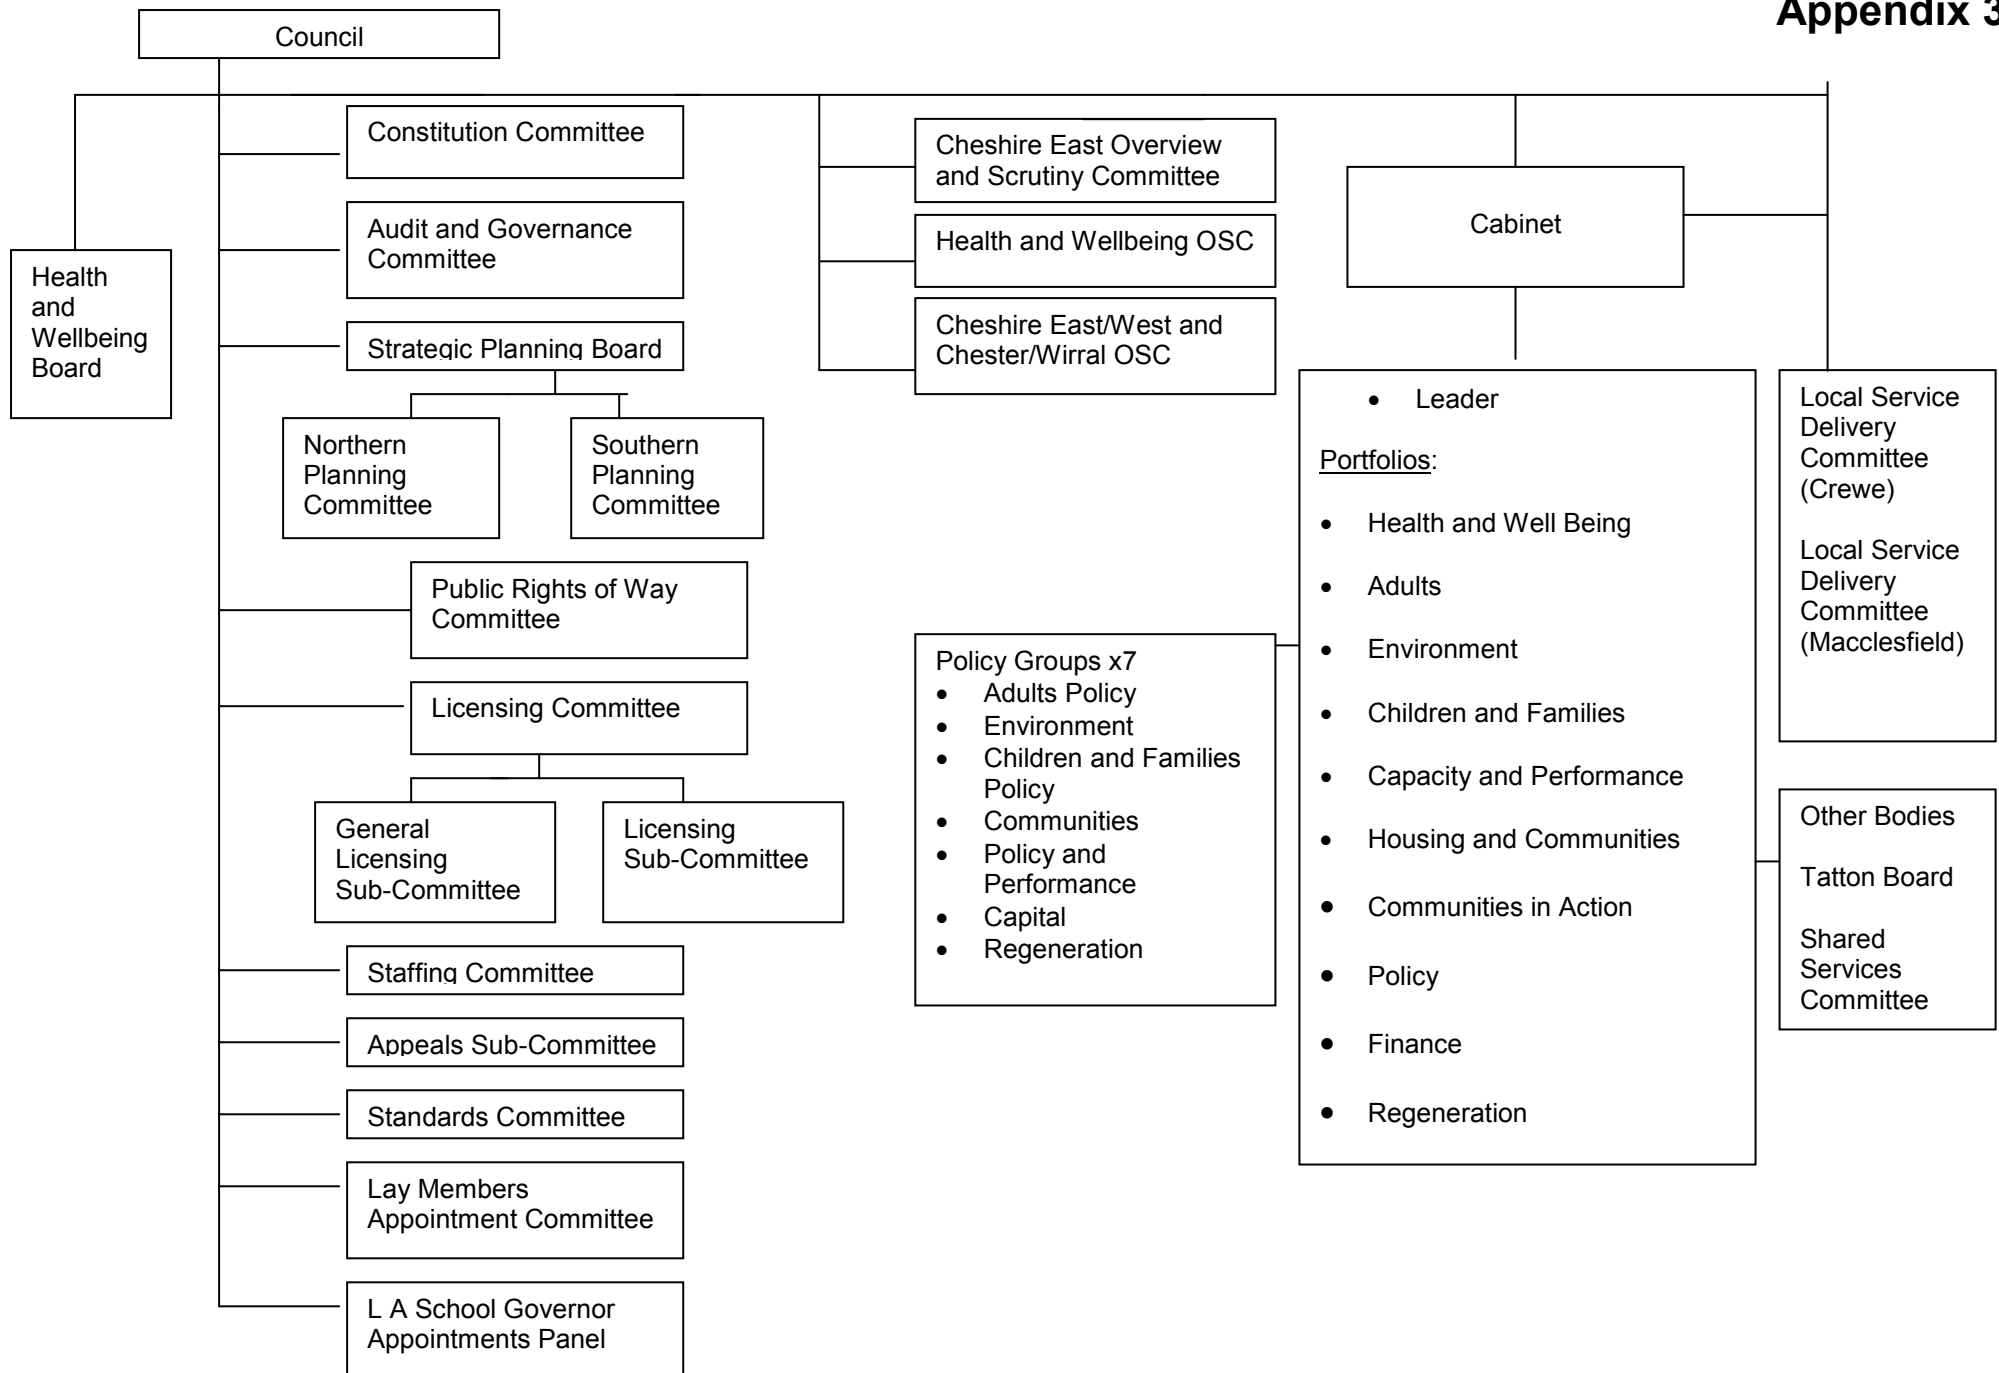 Appendix 3
Council
Constitution Committee
Audit and Governance
Committee
Health
and
Wellbeing
Board
Strategic Planning Board
Northern
Planning
Committee
Southern
Planning
Committee
Public Rights of Way
Committee
Licensing Committee
General
Licensing
Sub-Committee
Licensing
Sub-Committee
Staffing Committee
Appeals Sub-Committee
Standards Committee
Lay Members
Appointment Committee
L A School Governor
Appointments Panel
Cheshire East Overview
and Scrutiny Committee
Health and Wellbeing OSC
Cheshire East/West and
Chester/Wirral OSC
Cabinet
• Leader
Portfolios:
• Health and Well Being
• Adults
• Environment
• Children and Families
• Capacity and Performance
• Housing and Communities
• Communities in Action
• Policy
• Finance
• Regeneration
Policy Groups x7
• Adults Policy
• Environment
• Children and Families
Policy
• Communities
• Policy and
Performance
• Capital
• Regeneration
Local Service
Delivery
Committee
(Crewe)
Local Service
Delivery
Committee
(Macclesfield)
Other Bodies
Tatton Board
Shared
Services
Committee